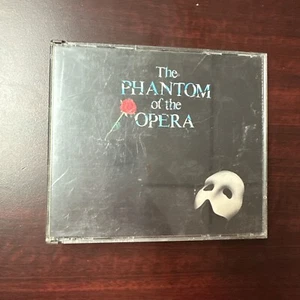 The
PHANTOM
of the
OPERA